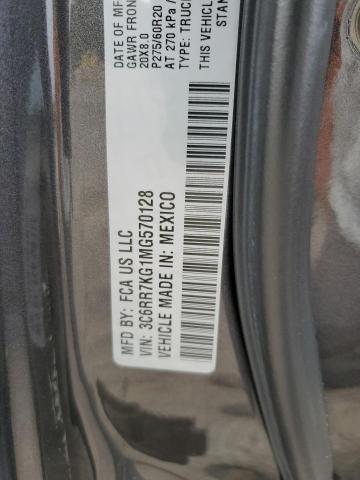 MFD BY: FCA US LLC
VIN: 3C6RR7KG1MG570128
VEHICLE MADE IN: MEXICO
DATE OF MF
GAWR FRON
20X8.0
P275/60R20
AT 270 kPa /
TYPE: TRUC
THIS VEHICLE
STAN